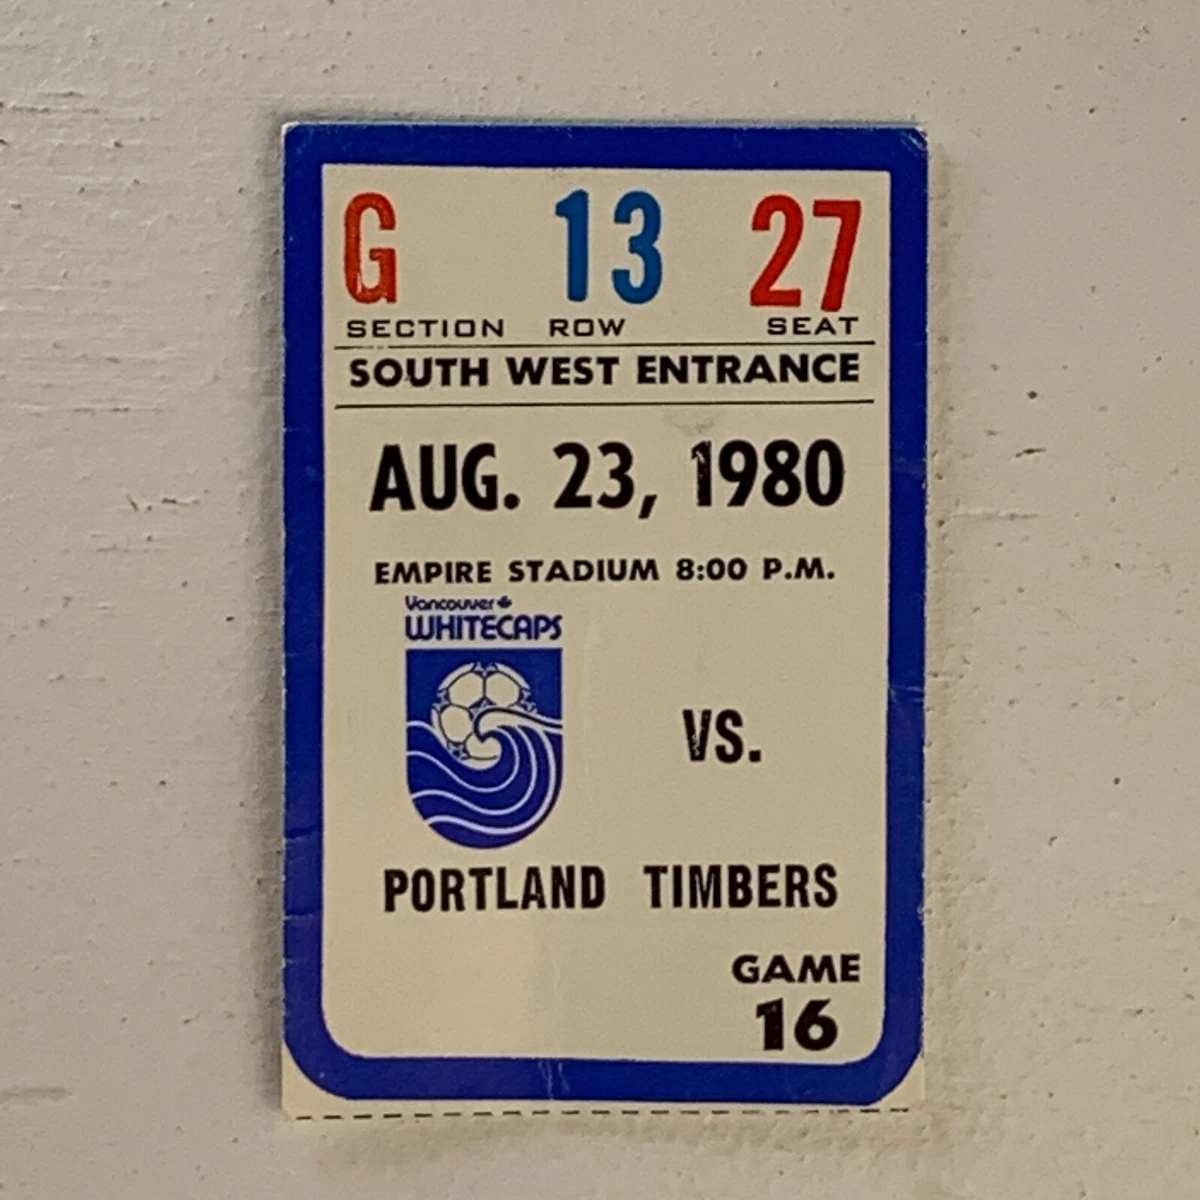 G 13 27
SECTION ROW SEAT
SOUTH WEST ENTRANCE
AUG. 23, 1980
EMPIRE STADIUM 8:00 P.M.
Vancouver
WHITECAPS
VS.
PORTLAND TIMBERS
GAME
16